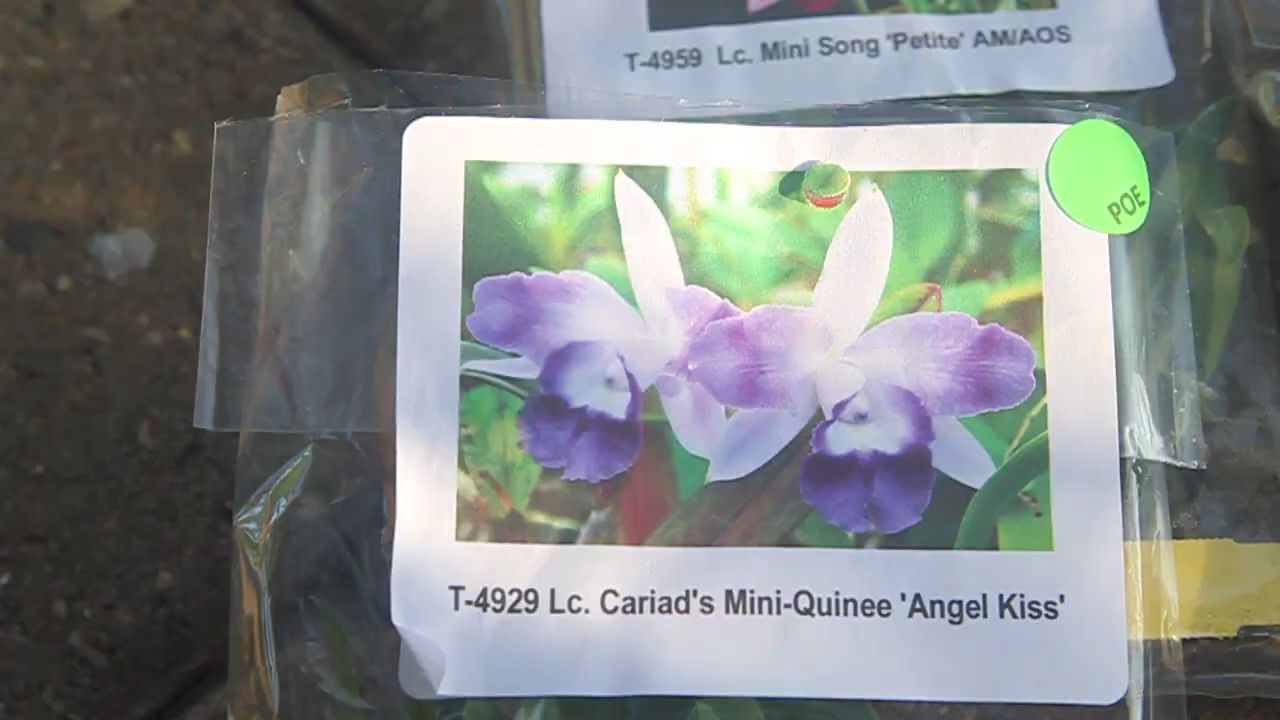 T-4959 Lc. Mini Song 'Petite' AM/AOS
POE
T-4929 Lc. Cariad's Mini-Quinee 'Angel Kiss'